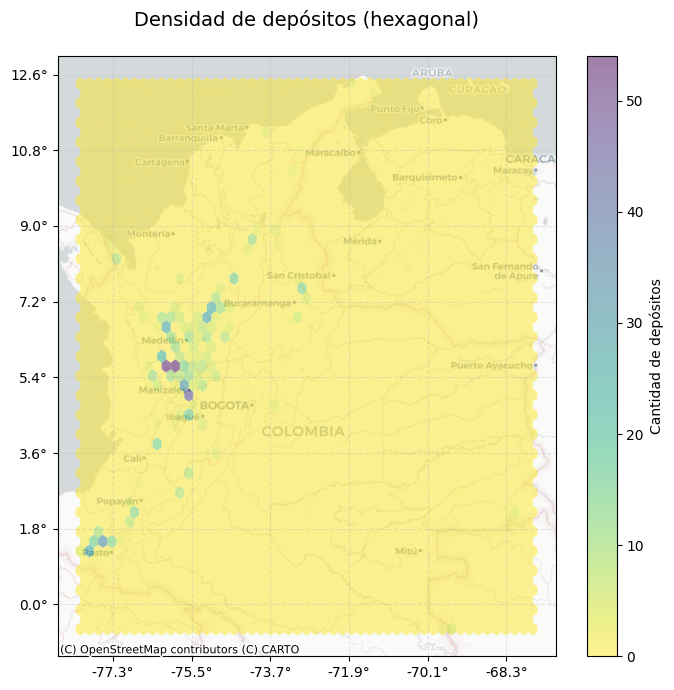 Densidad de depósitos (hexagonal)
12.6°
10.8°
9.0°
7.2°
5.4°
3.6°
1.8°
0.0°
ARUBA
CURACAO
Punto Fijo
Coro
Santa Marta
Barranquilla
CARACA
Maracaibo
Cartagena
Maracay
Barquisimeto
Montería
Mérida
San Cristobal
San Fernando
de Apure
Bucaramanga
Medellín
Puerto Ayacucho
Manizales
BOGOTA
Ibagué
COLOMBIA
Cali
Popayán
Pasto
Mitú
(C) OpenStreetMap contributors (C) CARTO
-77.3°
-75.5°
-73.7°
-71.9°
-70.1°
-68.3°
50
40
30
20
10
0
Cantidad de depósitos